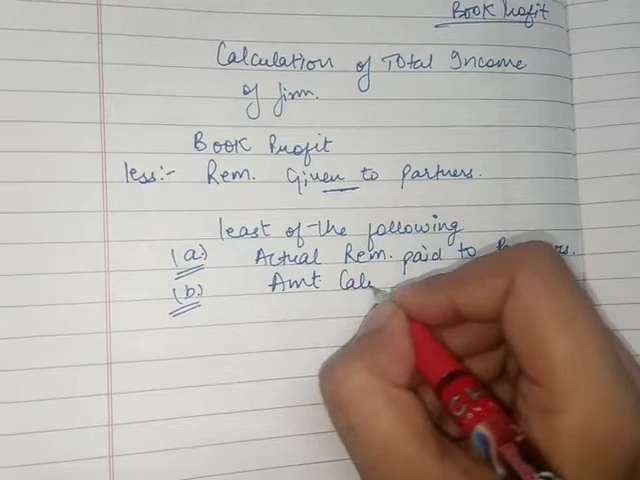 Book Profit
Calculation of Total Income
of firm.
Book Profit
less:- Rem. Given to partners.
least of the following
(a) Actual Rem. paid to
(b) Amt Calc